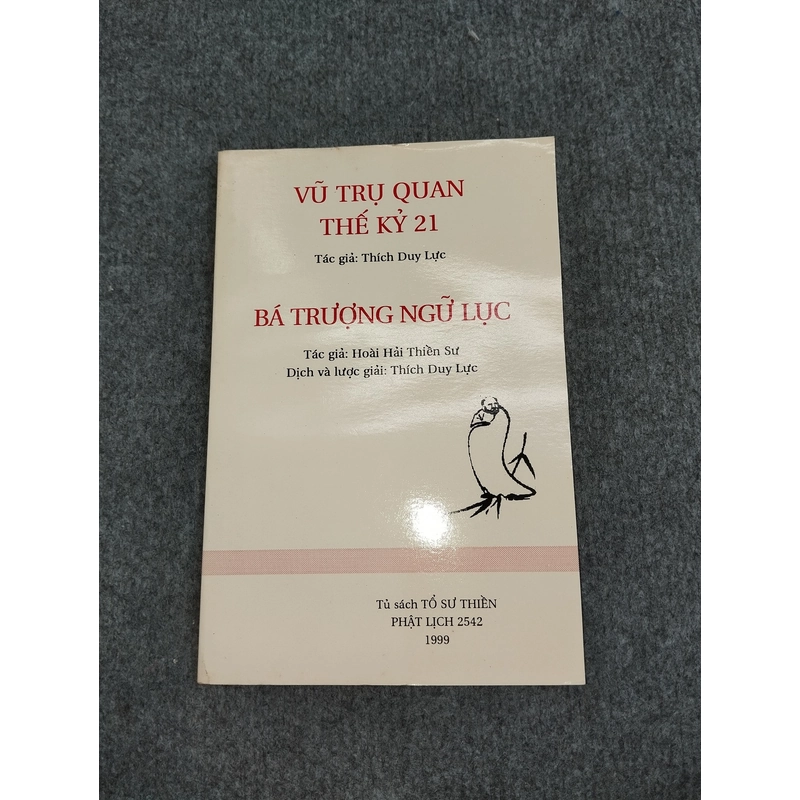 VŨ TRỤ QUAN
THẾ KỶ 21
Tác giả: Thích Duy Lực
BÁ TRƯỢNG NGỮ LỤC
Tác giả: Hoài Hải Thiền Sư
Dịch và lược giải: Thích Duy Lực
Tủ sách TỔ SƯ THIỀN
PHẬT LỊCH 2542
1999